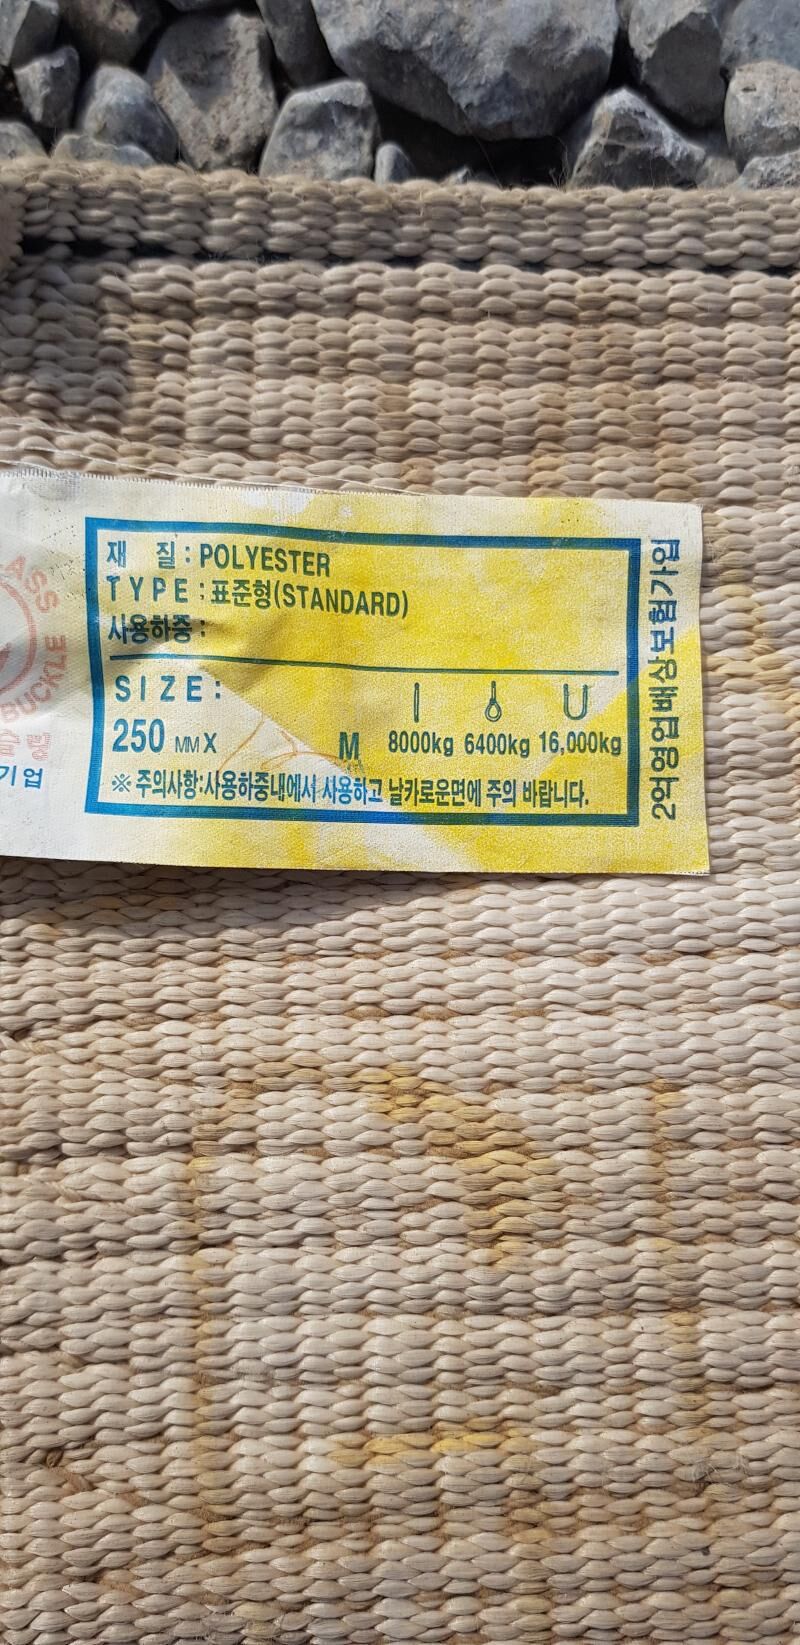 재 질 : POLYESTER
TYPE : 표준형(STANDARD)
사용하중 :
SIZE :
250 MM X M 8000kg 6400kg 16,000kg
※ 주의사항:사용하중내에서 사용하고 날카로운면에 주의 바랍니다.
2억영업배상보험가입
BUCKLE
기업